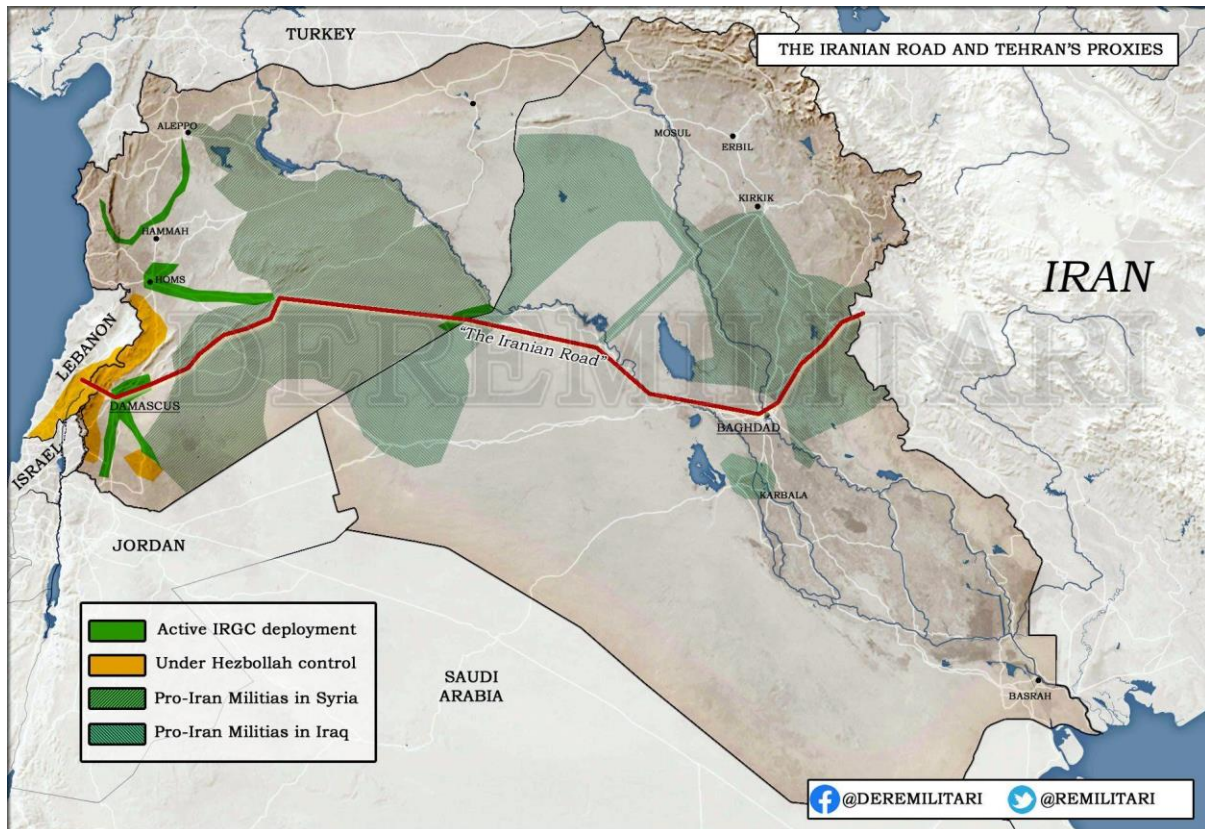 TURKEY
THE IRANIAN ROAD AND TEHRAN'S PROXIES
ALEPPO
MOSUL
ERBIL
KIRKIK
HAMMAH
HOMS
IRAN
LEBANON
DEREMILITARI
"The Iranian Road"
DAMASCUS
BAGHDAD
ISRAEL
KARBALA
JORDAN
Active IRGC deployment
Under Hezbollah control
Pro-Iran Militias in Syria
Pro-Iran Militias in Iraq
SAUDI
ARABIA
BASRAH
@DEREMILITARI @REMILITARI